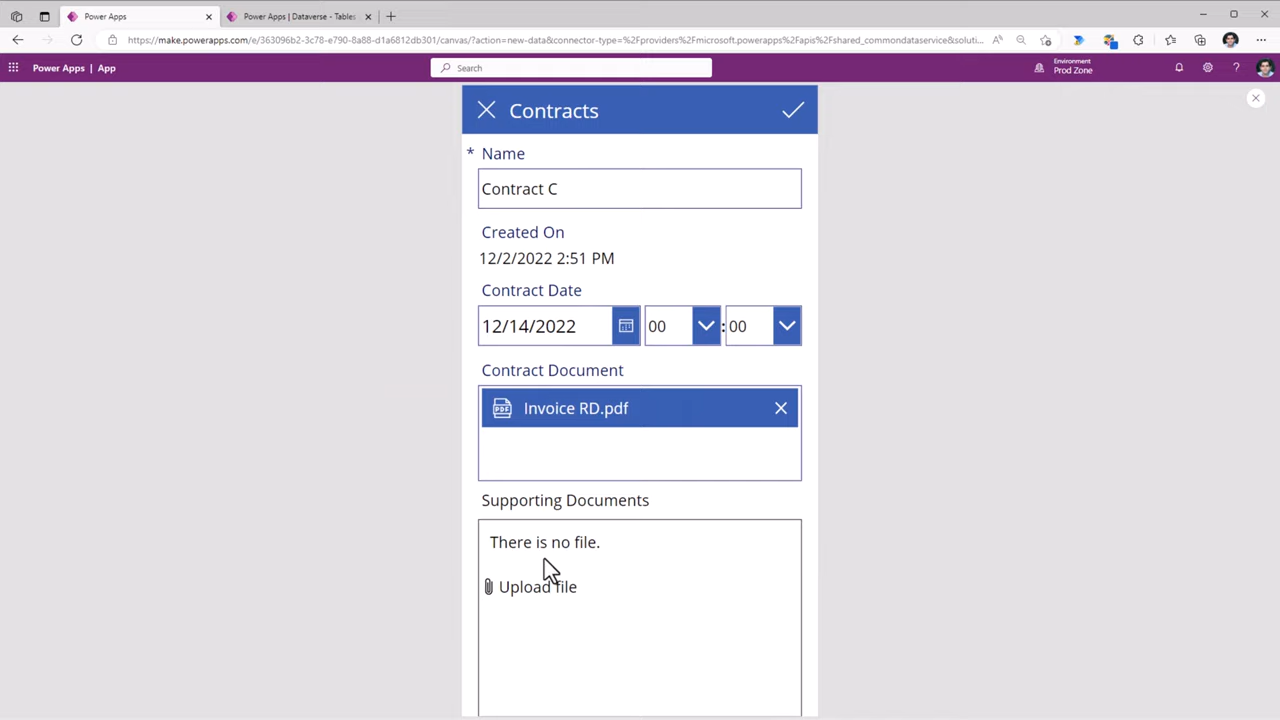 Power Apps
Power Apps | Dataverse - Tables
https://make.powerapps.com/e/363096b2-3c78-e790-8a88-d1a6812db301/canvas/?action=new-data&connector-type=%2Fproviders%2Fmicrosoft.powerapps%2Fapis%2Fshared_commondataservice&soluti...
Power Apps | App
Search
Environment
Prod Zone
Contracts
* Name
Contract C
Created On
12/2/2022 2:51 PM
Contract Date
12/14/2022 00 : 00
Contract Document
PDF Invoice RD.pdf
Supporting Documents
There is no file.
Upload file